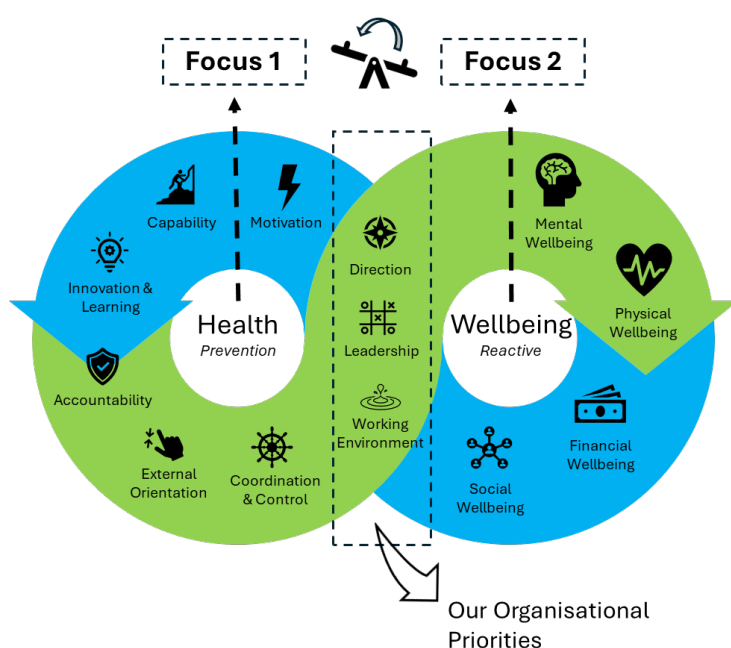 Focus 1
Focus 2
Capability
Motivation
Innovation &
Learning
Health
Prevention
Accountability
External
Orientation
Coordination
& Control
Direction
Leadership
Working
Environment
Mental
Wellbeing
Physical
Wellbeing
Wellbeing
Reactive
Financial
Wellbeing
Social
Wellbeing
Our Organisational
Priorities